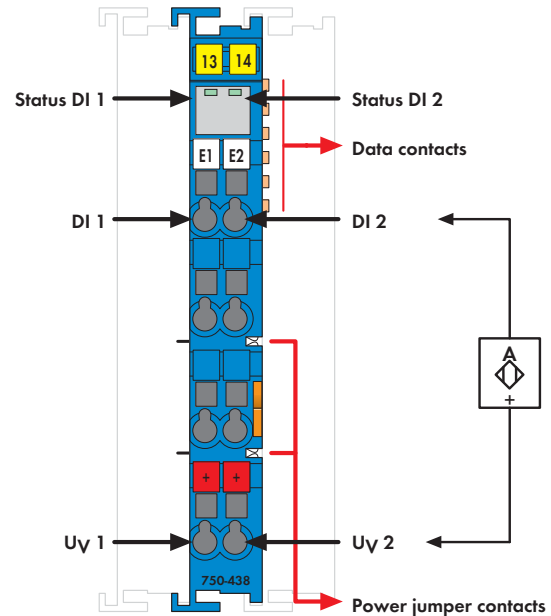 13 14
Status DI 1
Status DI 2
Data contacts
E1 E2
DI 1
DI 2
A
+
+ +
UV 1
UV 2
750-438
Power jumper contacts